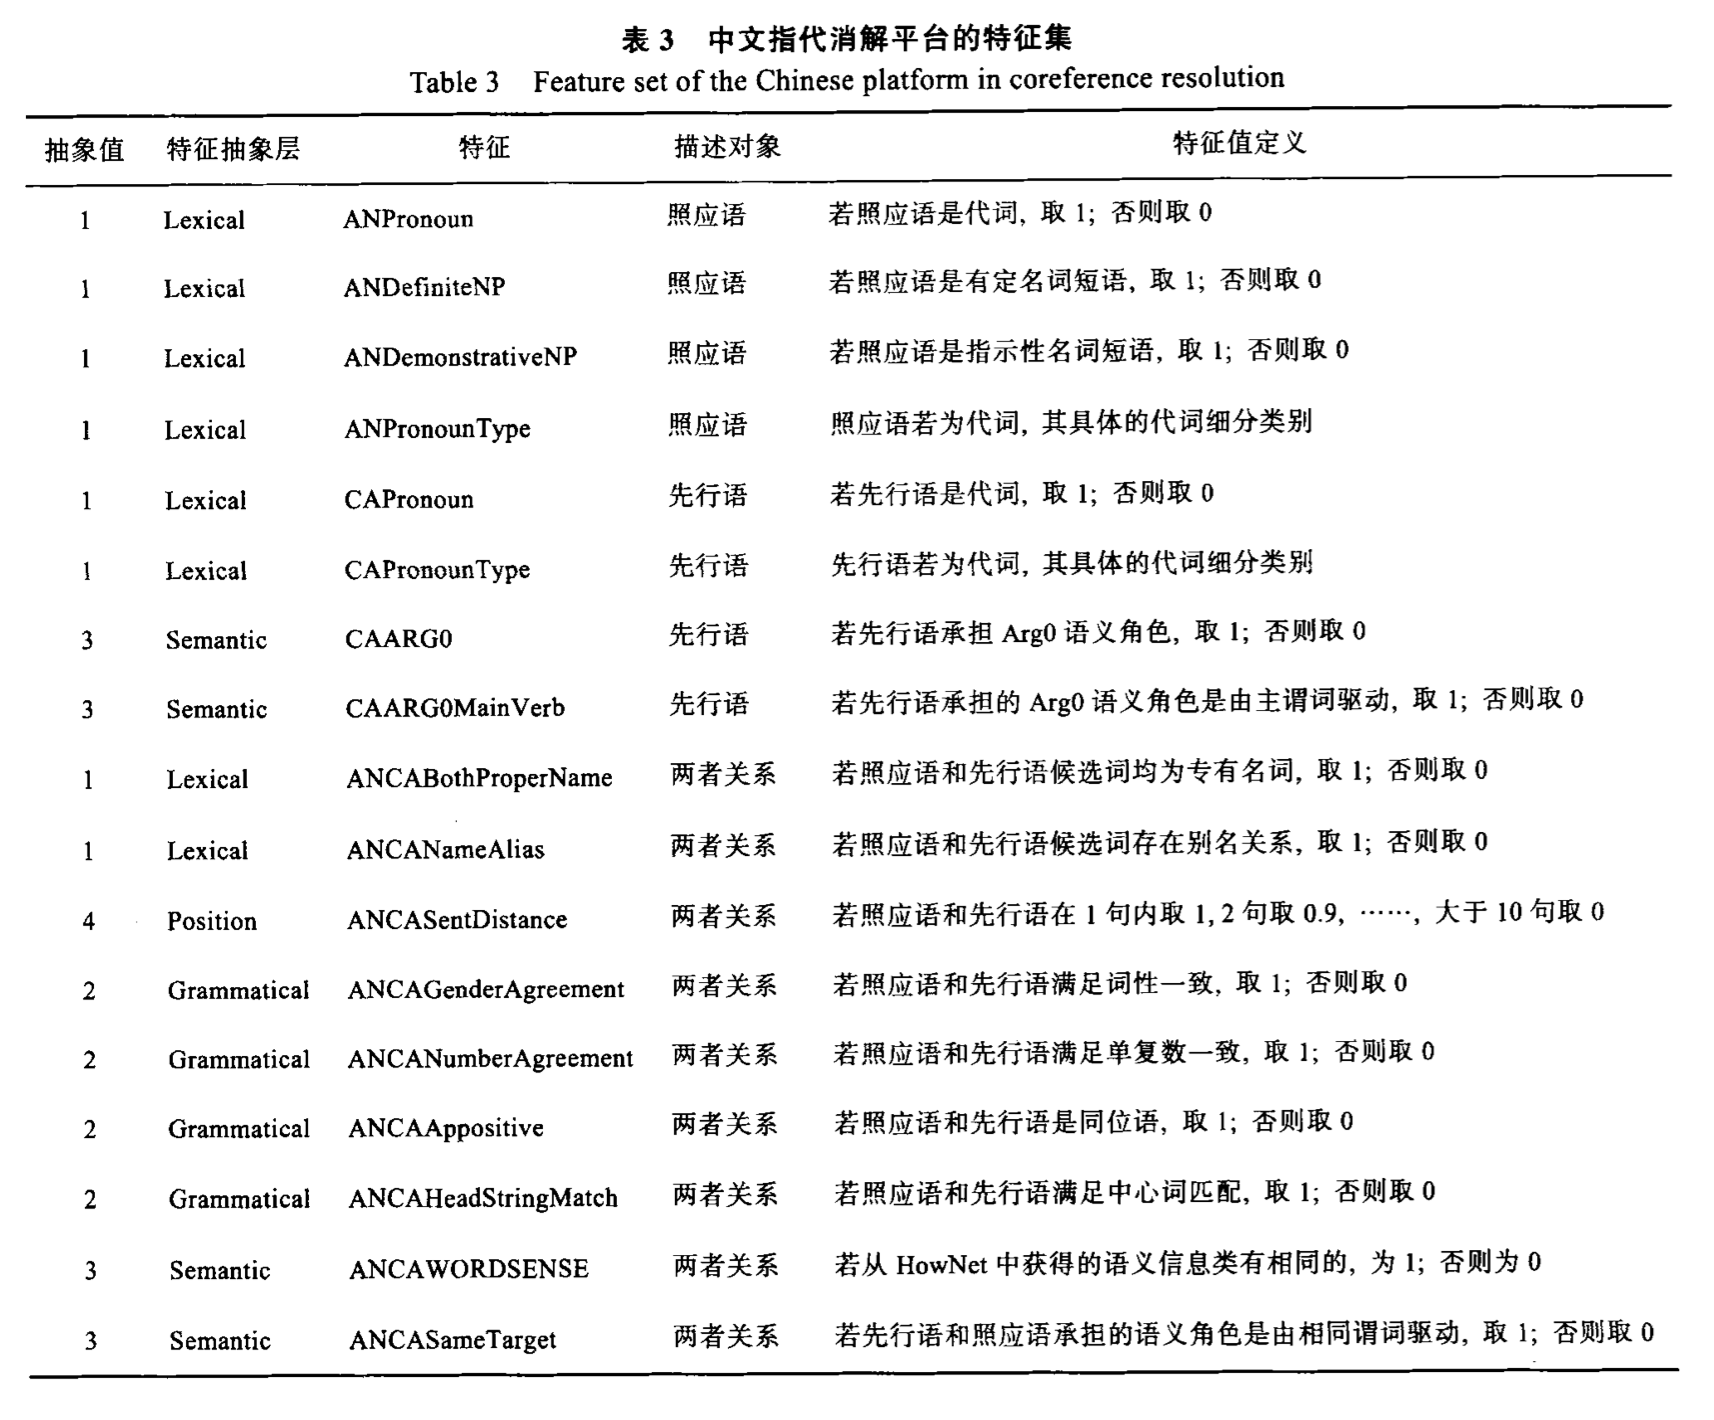 表 3 中文指代消解平台的特征集
Table 3 Feature set of the Chinese platform in coreference resolution
抽象值 特征抽象层 特征 描述对象 特征值定义
1 Lexical ANPronoun 照应语 若照应语是代词, 取 1; 否则取 0
1 Lexical ANDefiniteNP 照应语 若照应语是有定名词短语, 取 1; 否则取 0
1 Lexical ANDemonstrativeNP 照应语 若照应语是指示性名词短语, 取 1; 否则取 0
1 Lexical ANPronounType 照应语 照应语若为代词, 其具体的代词细分类别
1 Lexical CAPronoun 先行语 若先行语是代词, 取 1; 否则取 0
1 Lexical CAPronounType 先行语 先行语若为代词, 其具体的代词细分类别
3 Semantic CAARG0 先行语 若先行语承担 Arg0 语义角色, 取 1; 否则取 0
3 Semantic CAARG0MainVerb 先行语 若先行语承担的 Arg0 语义角色是由主谓词驱动, 取 1; 否则取 0
1 Lexical ANCABothProperName 两者关系 若照应语和先行语候选词均为专有名词, 取 1; 否则取 0
1 Lexical ANCANameAlias 两者关系 若照应语和先行语候选词存在别名关系, 取 1; 否则取 0
4 Position ANCASentDistance 两者关系 若照应语和先行语在 1 句内取 1, 2 句取 0.9, ……, 大于 10 句取 0
2 Grammatical ANCAGenderAgreement 两者关系 若照应语和先行语满足词性一致, 取 1; 否则取 0
2 Grammatical ANCANumberAgreement 两者关系 若照应语和先行语满足单复数一致, 取 1; 否则取 0
2 Grammatical ANCAAppositive 两者关系 若照应语和先行语是同位语, 取 1; 否则取 0
2 Grammatical ANCAHeadStringMatch 两者关系 若照应语和先行语满足中心词匹配, 取 1; 否则取 0
3 Semantic ANCAWORDSENSE 两者关系 若从 HowNet 中获得的语义信息类有相同的, 为 1; 否则为 0
3 Semantic ANCASameTarget 两者关系 若先行语和照应语承担的语义角色是由相同谓词驱动, 取 1; 否则取 0